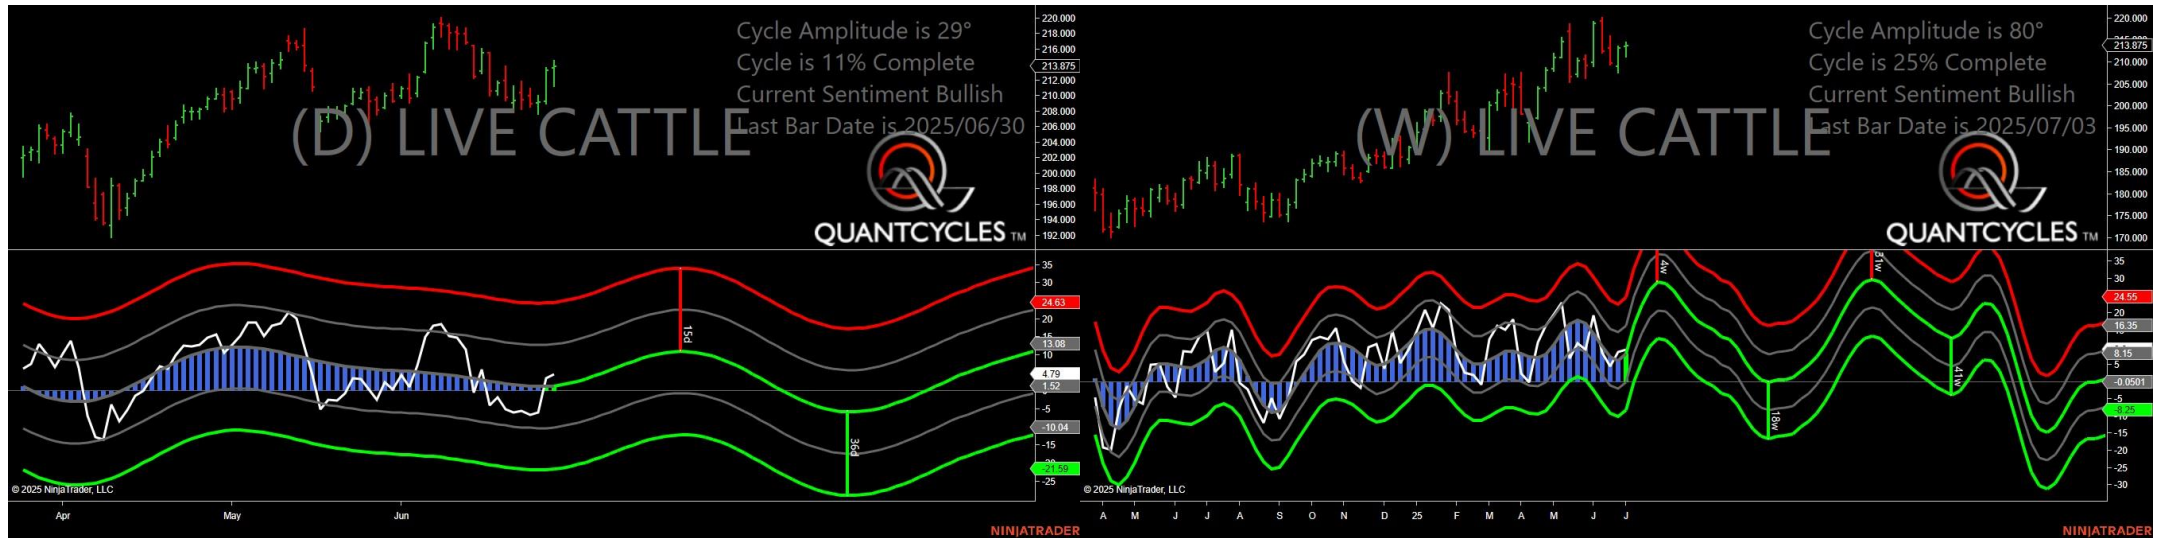 Cycle Amplitude is 29°
Cycle is 11% Complete
Current Sentiment Bullish
Last Bar Date is 2025/06/30
(D) LIVE CATTLE
QUANTCYCLES TM
220.000
218.000
216.000
213.875
212.000
210.000
208.000
206.000
204.000
202.000
200.000
198.000
196.000
194.000
192.000
35
30
24.63
20
15
13.08
10
4.79
1.52
-5
-10.04
-15
-21.59
-25
15d
36d
© 2025 NinjaTrader, LLC
Apr
May
Jun
NINJATRADER
Cycle Amplitude is 80°
Cycle is 25% Complete
Current Sentiment Bullish
Last Bar Date is 2025/07/03
(W) LIVE CATTLE
QUANTCYCLES TM
220.000
213.875
210.000
205.000
200.000
195.000
190.000
185.000
180.000
175.000
170.000
35
30
24.55
20
16.35
8.15
5
-0.0501
-5
-8.25
-15
-20
-25
-30
4w
18w
31w
41w
© 2025 NinjaTrader, LLC
A M J J A S O N D 25 F M A M J J
NINJATRADER